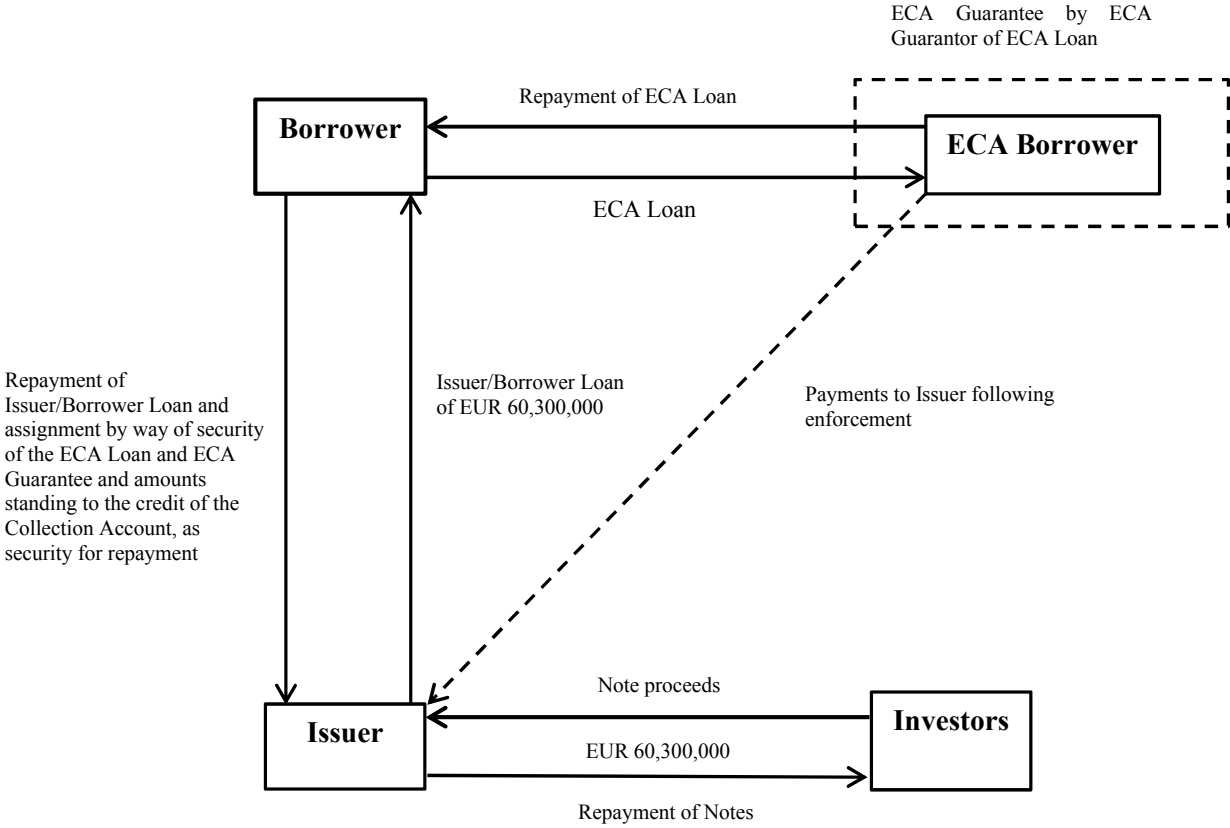 ECA Guarantee by ECA
Guarantor of ECA Loan
Repayment of ECA Loan
Borrower
ECA Borrower
ECA Loan
Repayment of
Issuer/Borrower Loan and
assignment by way of security
of the ECA Loan and ECA
Guarantee and amounts
standing to the credit of the
Collection Account, as
security for repayment
Issuer/Borrower Loan
of EUR 60,300,000
Payments to Issuer following
enforcement
Note proceeds
Issuer
Investors
EUR 60,300,000
Repayment of Notes